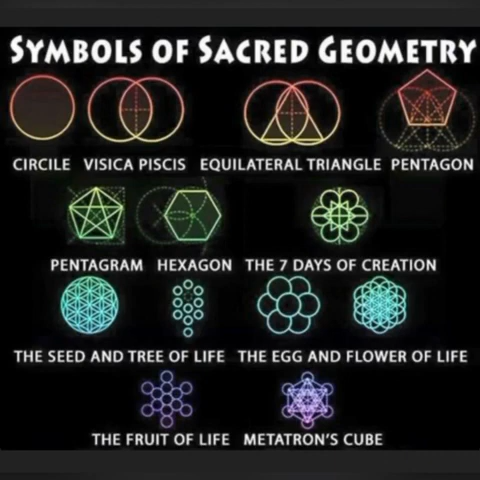 SYMBOLS OF SACRED GEOMETRY
CIRCILE VISICA PISCIS EQUILATERAL TRIANGLE PENTAGON
PENTAGRAM HEXAGON THE 7 DAYS OF CREATION
THE SEED AND TREE OF LIFE THE EGG AND FLOWER OF LIFE
THE FRUIT OF LIFE METATRON'S CUBE